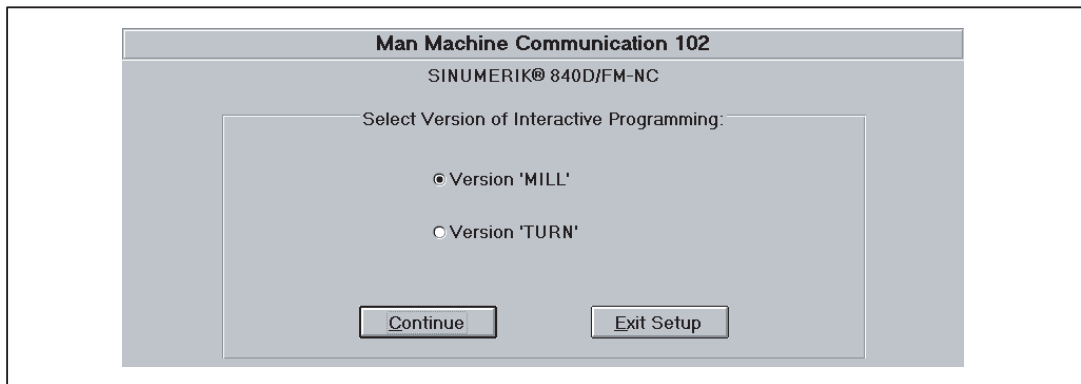 Man Machine Communication 102
SINUMERIK® 840D/FM-NC
Select Version of Interactive Programming:
Version 'MILL'
Version 'TURN'
Continue Exit Setup